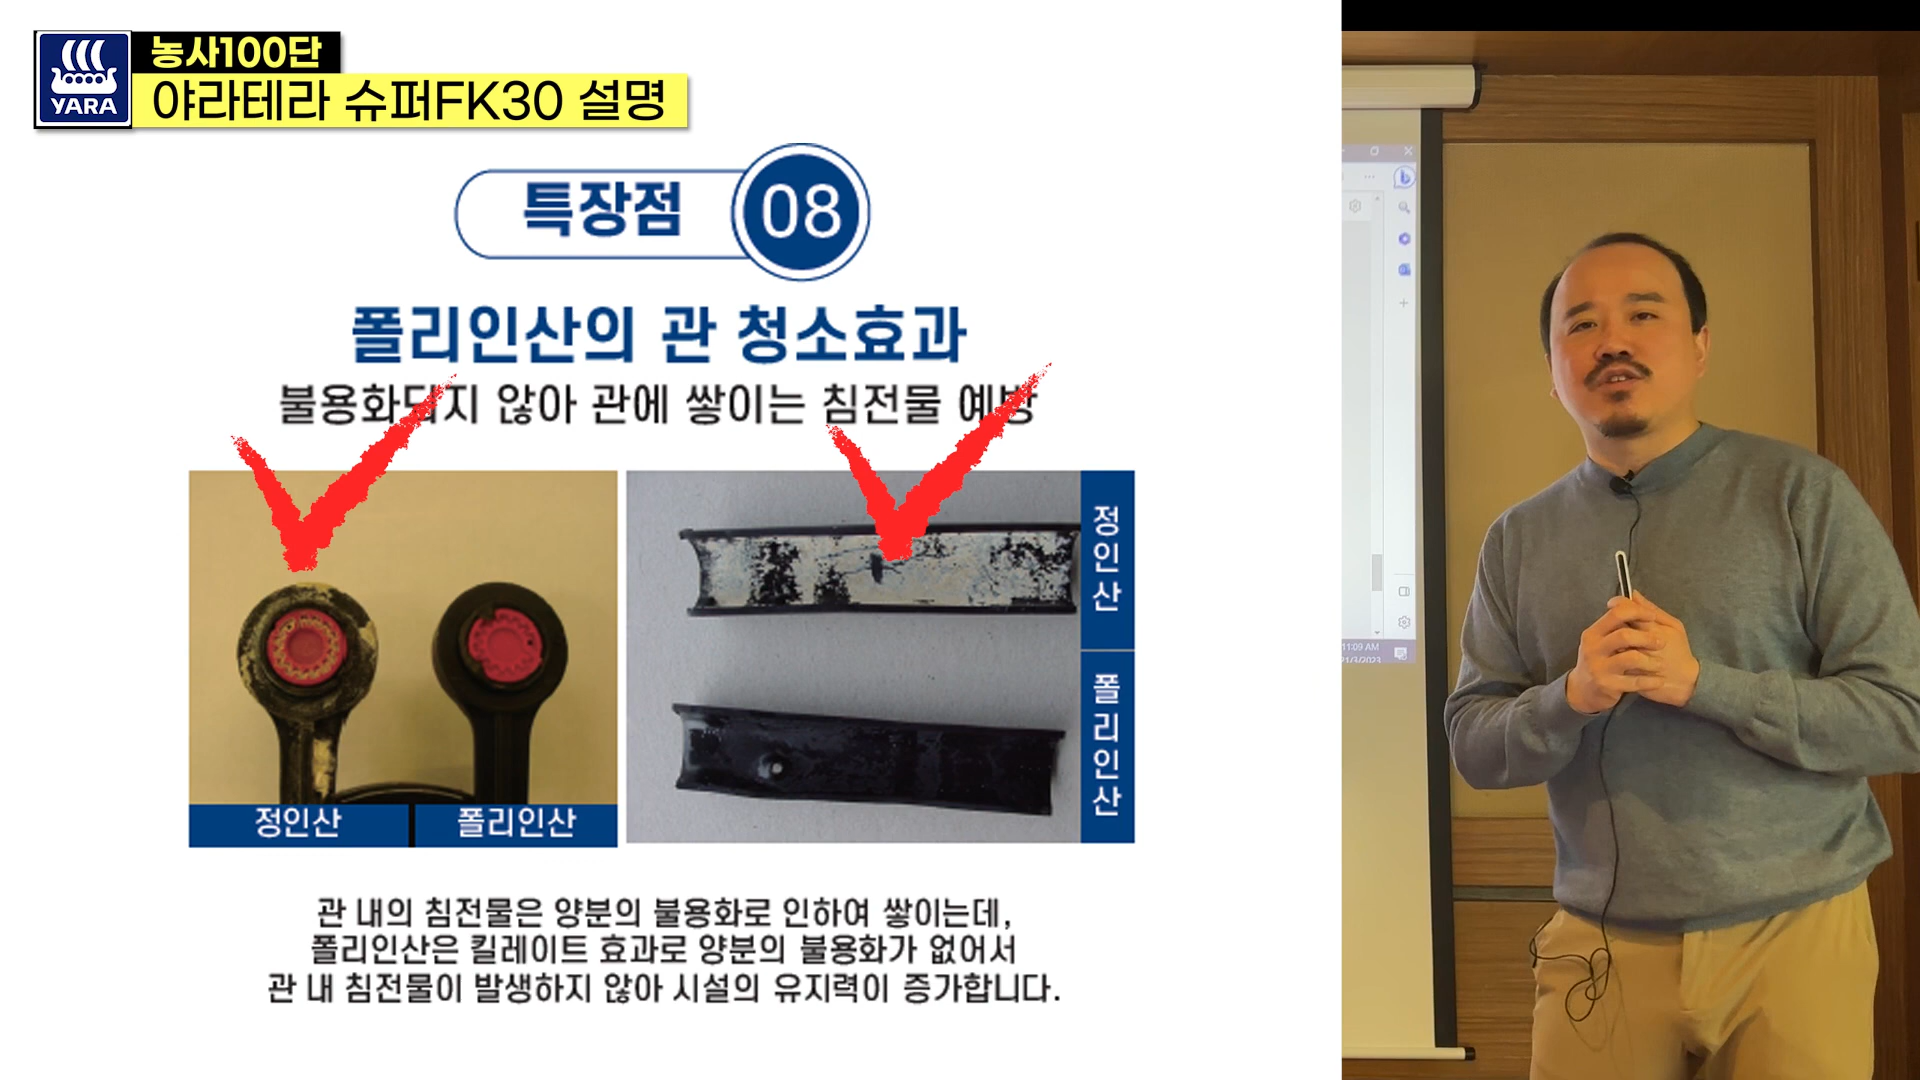 YARA
농사100단
야라테라 슈퍼FK30 설명
특장점 08
폴리인산의 관 청소효과
불용화되지 않아 관에 쌓이는 침전물 예방
정인산
폴리인산
정인산
폴리인산
관 내의 침전물은 양분의 불용화로 인하여 쌓이는데,
폴리인산은 킬레이트 효과로 양분의 불용화가 없어서
관 내 침전물이 발생하지 않아 시설의 유지력이 증가합니다.
11:09 AM